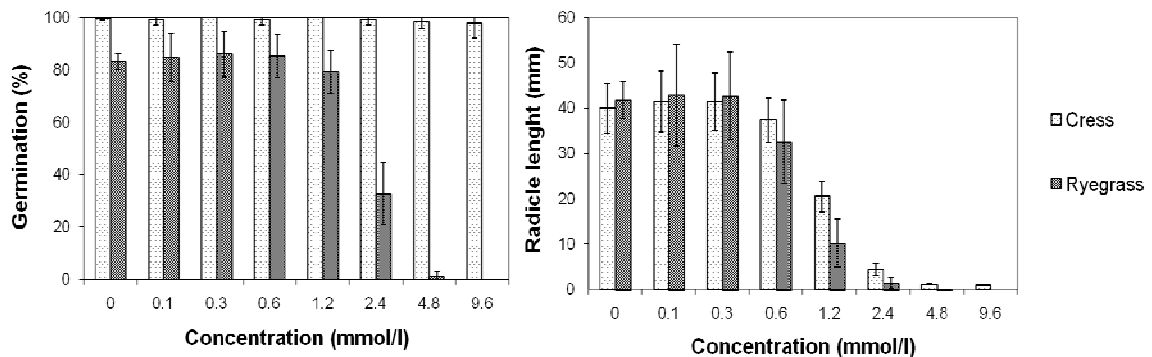 100
80
60
40
20
0
Germination (%)
0 0.1 0.3 0.6 1.2 2.4 4.8 9.6
Concentration (mmol/l)
60
50
40
30
20
10
0
Radicle lenght (mm)
0 0.1 0.3 0.6 1.2 2.4 4.8 9.6
Concentration (mmol/l)
Cress
Ryegrass